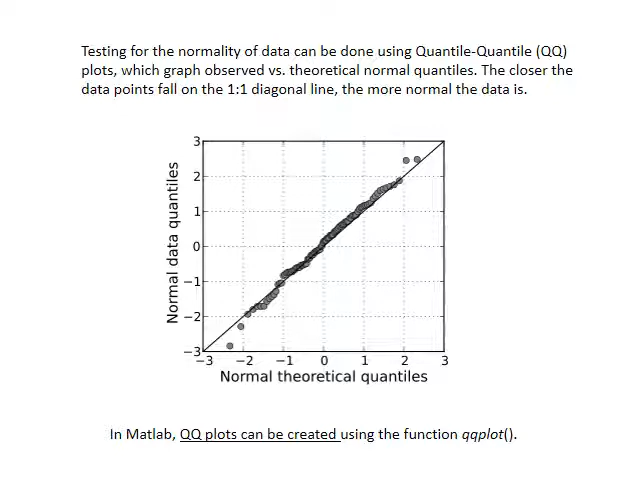 Testing for the normality of data can be done using Quantile-Quantile (QQ)
plots, which graph observed vs. theoretical normal quantiles. The closer the
data points fall on the 1:1 diagonal line, the more normal the data is.
Normal data quantiles
3
2
1
0
−1
−2
−3
−3 −2 −1 0 1 2 3
Normal theoretical quantiles
In Matlab, QQ plots can be created using the function qqplot().